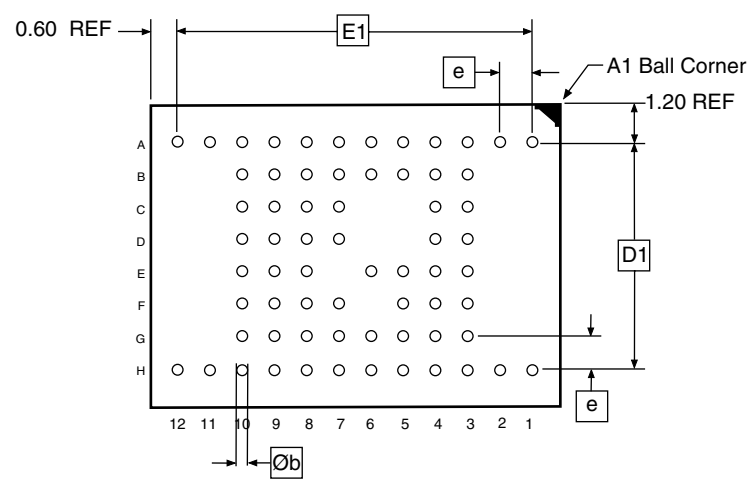 0.60 REF
E1
e
A1 Ball Corner
1.20 REF
A
B
C
D
E
F
G
H
D1
e
12 11 10 9 8 7 6 5 4 3 2 1
Øb